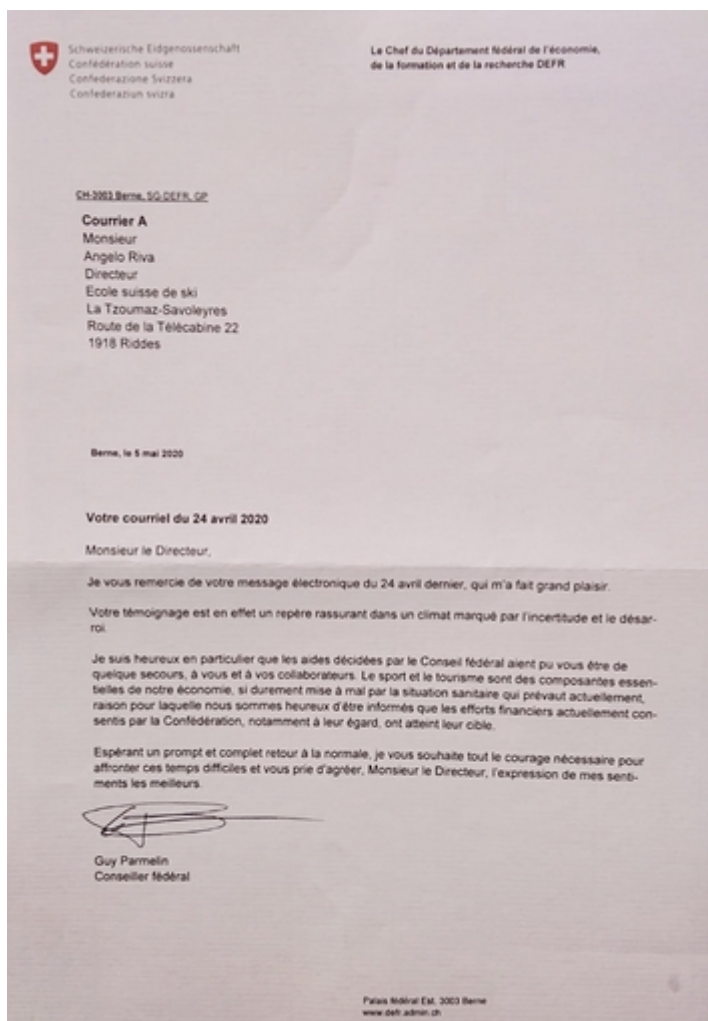 Schweizerische Eidgenossenschaft
Confédération suisse
Confederazione Svizzera
Confederaziun svizra
Le Chef du Département fédéral de l'économie,
de la formation et de la recherche DEFR
CH-3003 Berne, SG-DEFR, GP
Courrier A
Monsieur
Angelo Riva
Directeur
Ecole suisse de ski
La Tzoumaz-Savoleyres
Route de la Télécabine 22
1918 Riddes
Berne, le 5 mai 2020
Votre courriel du 24 avril 2020
Monsieur le Directeur,
Je vous remercie de votre message électronique du 24 avril dernier, qui m'a fait grand plaisir.
Votre témoignage est en effet un repère rassurant dans un climat marqué par l'incertitude et le désar-
roi.
Je suis heureux en particulier que les aides décidées par le Conseil fédéral aient pu vous être de
quelque secours, à vous et à vos collaborateurs. Le sport et le tourisme sont des composantes essen-
tielles de notre économie, si durement mise à mal par la situation sanitaire qui prévaut actuellement,
raison pour laquelle nous sommes heureux d'être informés que les efforts financiers actuellement con-
sentis par la Confédération, notamment à leur égard, ont atteint leur cible.
Espérant un prompt et complet retour à la normale, je vous souhaite tout le courage nécessaire pour
affronter ces temps difficiles et vous prie d'agréer, Monsieur le Directeur, l'expression de mes senti-
ments les meilleurs.
Guy Parmelin
Conseiller fédéral
Palais fédéral Est, 3003 Berne
www.defr.admin.ch